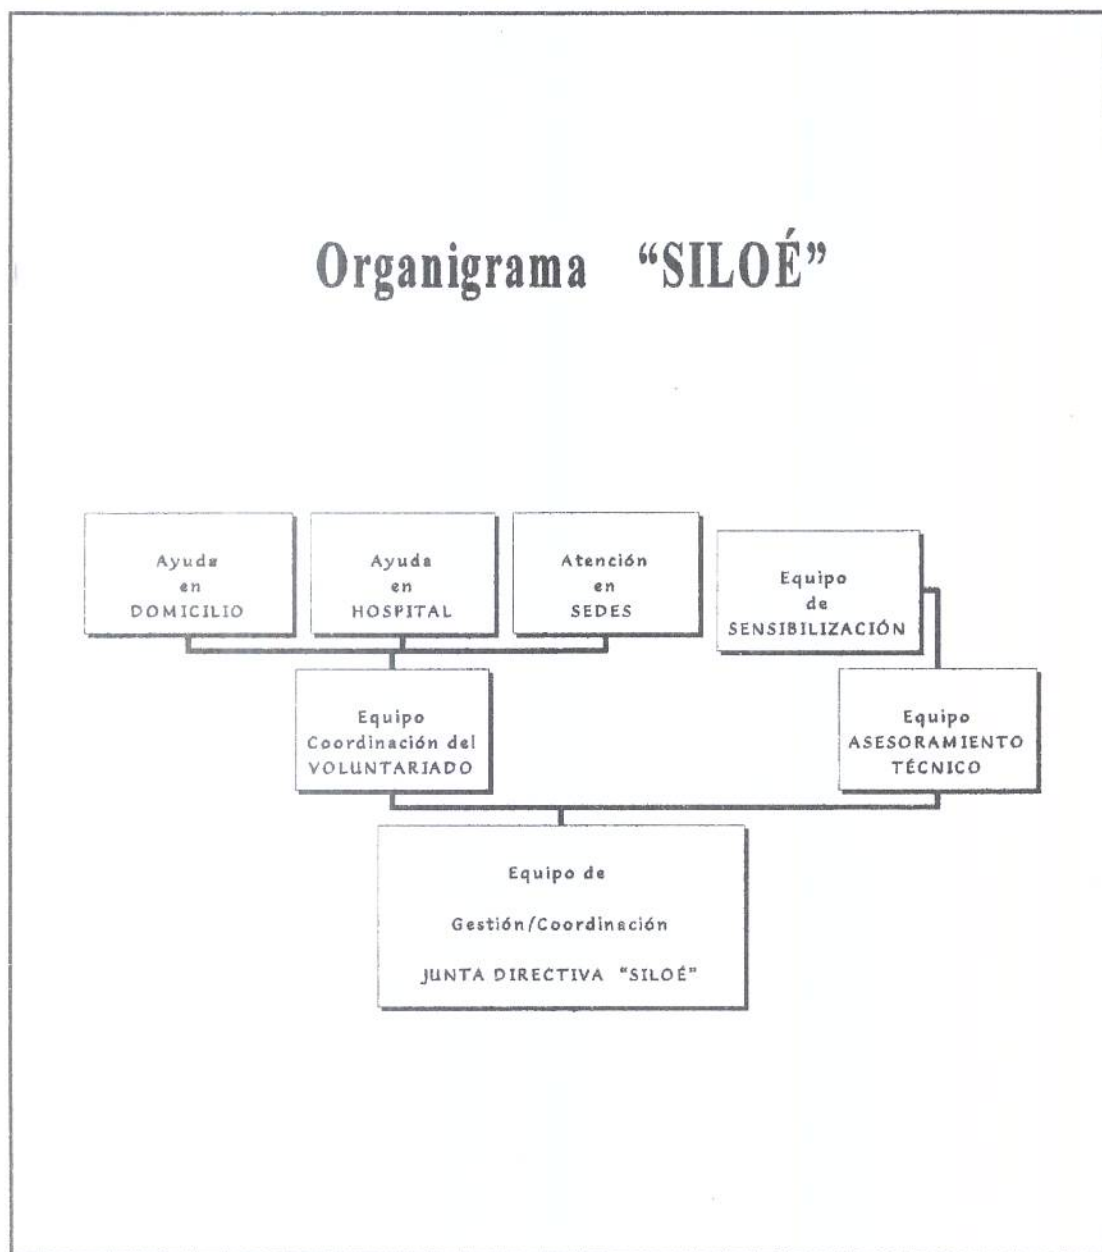 Organigrama “SILOÉ”
Ayuda
en
DOMICILIO
Ayuda
en
HOSPITAL
Atención
en
SEDES
Equipo
de
SENSIBILIZACIÓN
Equipo
Coordinación del
VOLUNTARIADO
Equipo
ASESORAMIENTO
TÉCNICO
Equipo de
Gestión/Coordinación
JUNTA DIRECTIVA “SILOÉ”